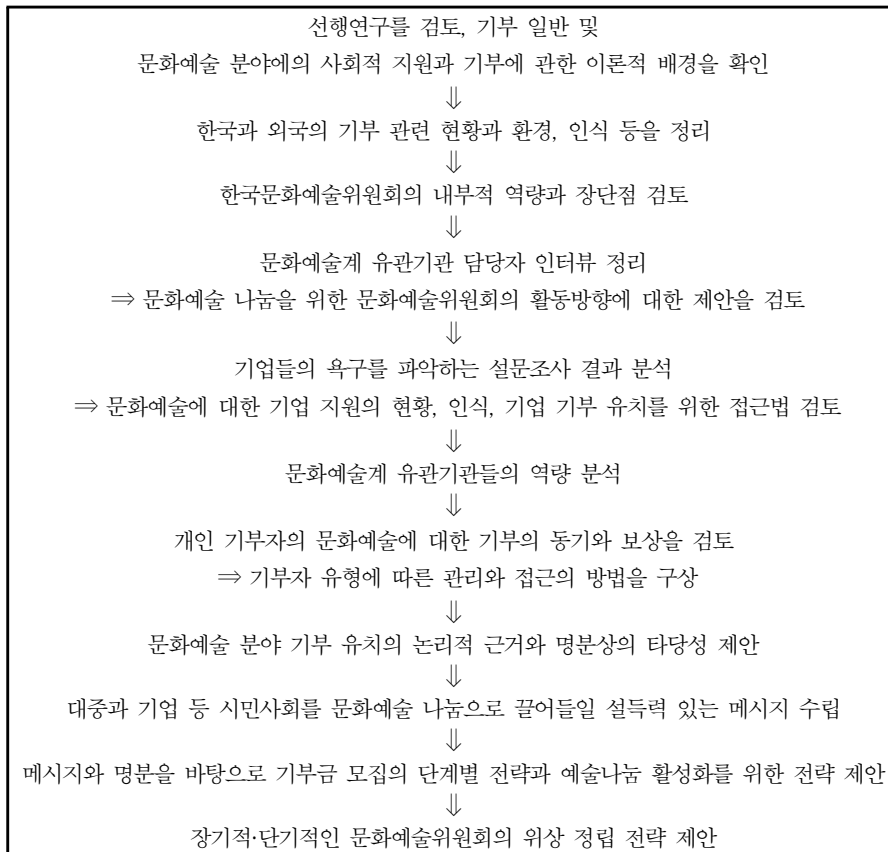 선행연구를 검토, 기부 일반 및
문화예술 분야에의 사회적 지원과 기부에 관한 이론적 배경을 확인
⇓
한국과 외국의 기부 관련 현황과 환경, 인식 등을 정리
⇓
한국문화예술위원회의 내부적 역량과 장단점 검토
⇓
문화예술계 유관기관 담당자 인터뷰 정리
⇒ 문화예술 나눔을 위한 문화예술위원회의 활동방향에 대한 제안을 검토
⇓
기업들의 욕구를 파악하는 설문조사 결과 분석
⇒ 문화예술에 대한 기업 지원의 현황, 인식, 기업 기부 유치를 위한 접근법 검토
⇓
문화예술계 유관기관들의 역량 분석
⇓
개인 기부자의 문화예술에 대한 기부의 동기와 보상을 검토
⇒ 기부자 유형에 따른 관리와 접근의 방법을 구상
⇓
문화예술 분야 기부 유치의 논리적 근거와 명분상의 타당성 제안
⇓
대중과 기업 등 시민사회를 문화예술 나눔으로 끌어들일 설득력 있는 메시지 수립
⇓
메시지와 명분을 바탕으로 기부금 모집의 단계별 전략과 예술나눔 활성화를 위한 전략 제안
⇓
장기적·단기적인 문화예술위원회의 위상 정립 전략 제안